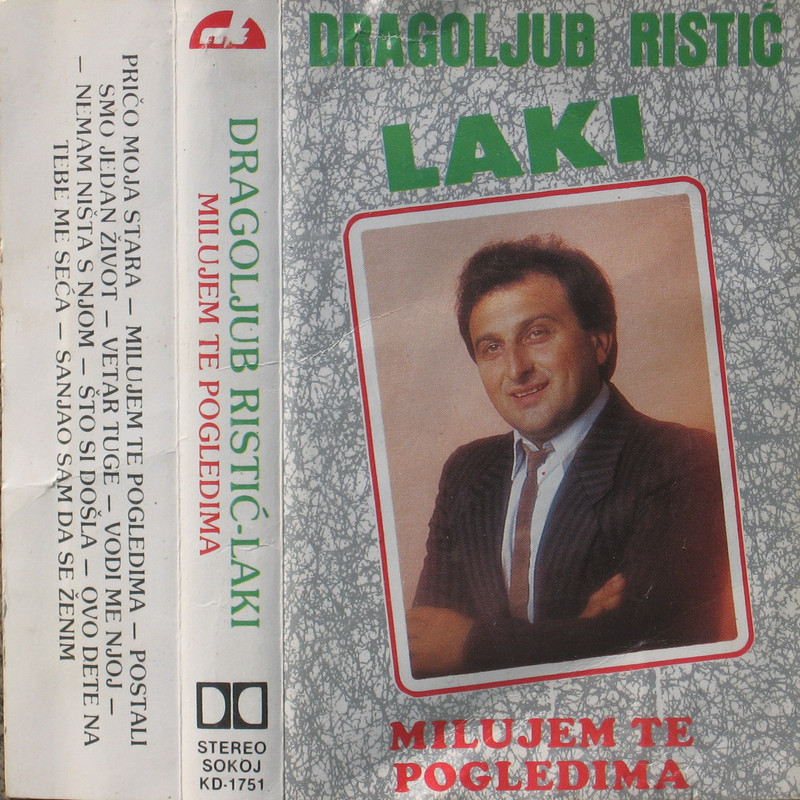 PRIČO MOJA STARA – MILUJEM TE POGLEDIMA – POSTALI
SMO JEDAN ŽIVOT – VETAR TUGE – VODI ME NJOJ –
– NEMAM NIŠTA S NJOM – ŠTO SI DOŠLA – OVO DETE NA
TEBE ME SEĆA – SANJAO SAM DA SE ŽENIM
DRAGOLJUB RISTIĆ-LAKI
MILUJEM TE POGLEDIMA
STEREO
SOKOJ
KD-1751
DRAGOLJUB RISTIĆ
LAKI
MILUJEM TE
POGLEDIMA